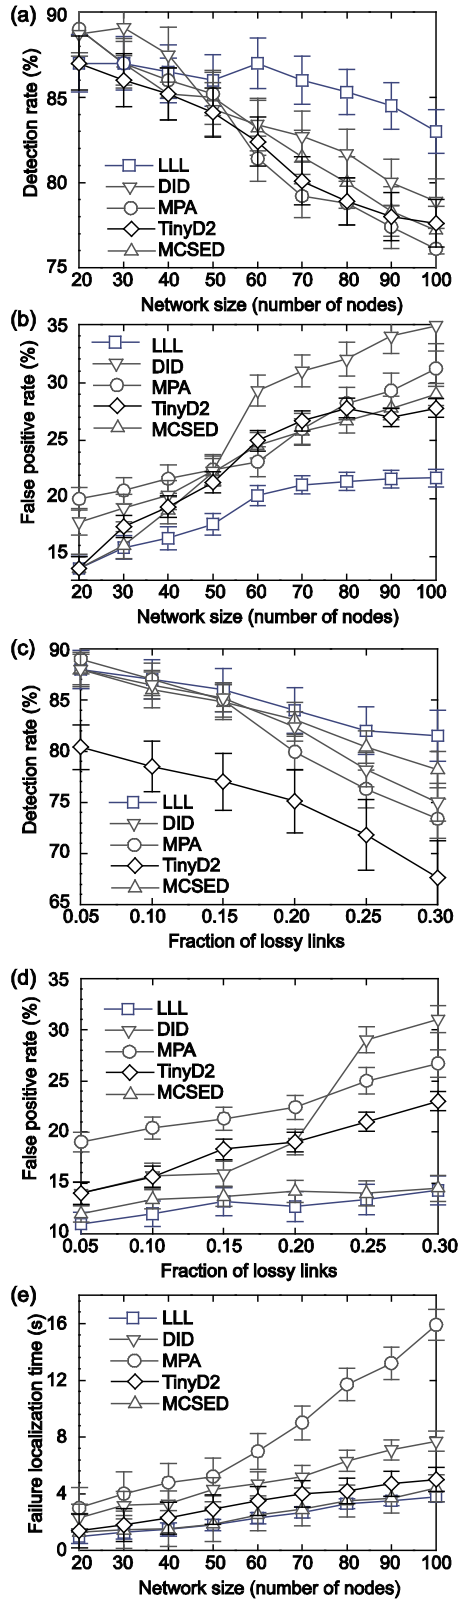 (a)
Detection rate (%)
90
85
80
75
LLL
DID
MPA
TinyD2
MCSED
20 30 40 50 60 70 80 90 100
Network size (number of nodes)
(b)
False positive rate (%)
35
30
25
20
15
LLL
DID
MPA
TinyD2
MCSED
20 30 40 50 60 70 80 90 100
Network size (number of nodes)
(c)
Detection rate (%)
90
85
80
75
70
65
LLL
DID
MPA
TinyD2
MCSED
0.05 0.10 0.15 0.20 0.25 0.30
Fraction of lossy links
(d)
False positive rate (%)
35
30
25
20
15
10
LLL
DID
MPA
TinyD2
MCSED
0.05 0.10 0.15 0.20 0.25 0.30
Fraction of lossy links
(e)
Failure localization time (s)
16
12
8
4
0
LLL
DID
MPA
TinyD2
MCSED
20 30 40 50 60 70 80 90 100
Network size (number of nodes)